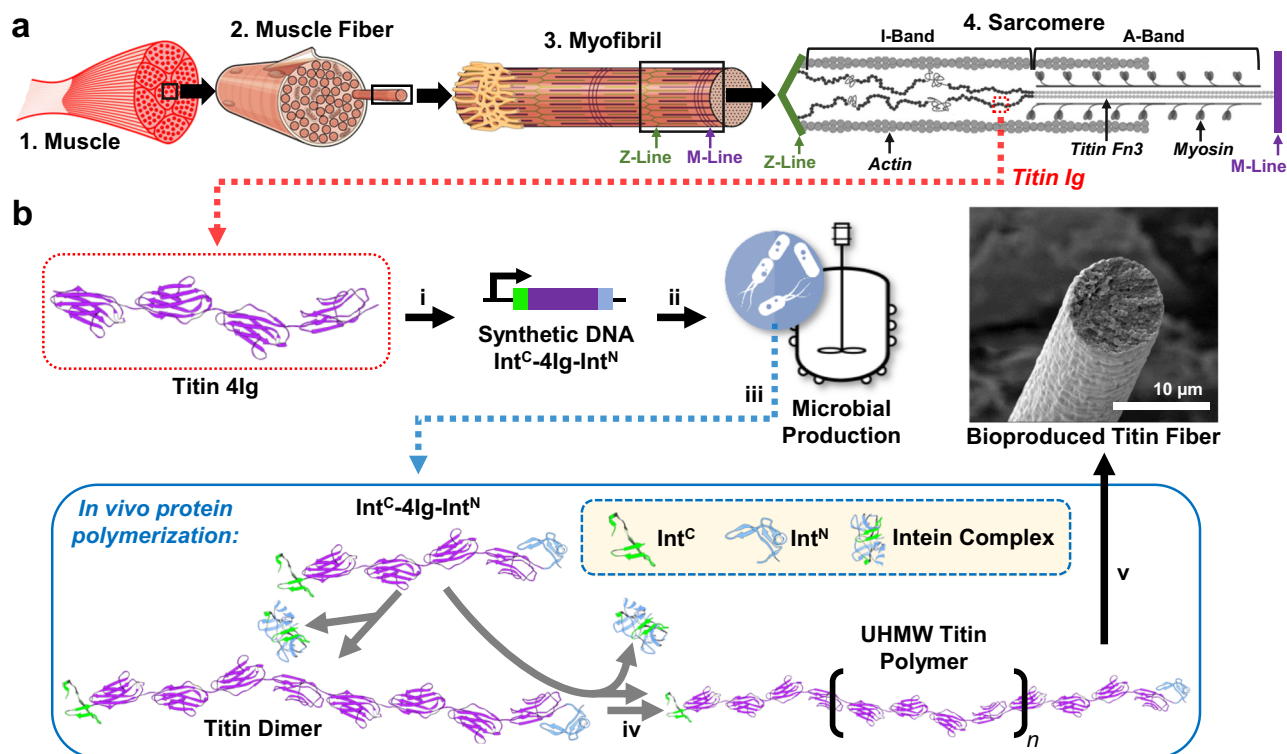 a
1. Muscle
2. Muscle Fiber
3. Myofibril
Z-Line
M-Line
4. Sarcomere
I-Band
A-Band
Z-Line
Actin
Titin Fn3
Myosin
M-Line
Titin Ig
b
Titin 4Ig
i
Synthetic DNA
Int^C-4Ig-Int^N
ii
iii
Microbial
Production
10 µm
Bioproduced Titin Fiber
In vivo protein
polymerization:
Int^C-4Ig-Int^N
Int^C
Int^N
Intein Complex
v
UHMW Titin
Polymer
Titin Dimer
iv
n